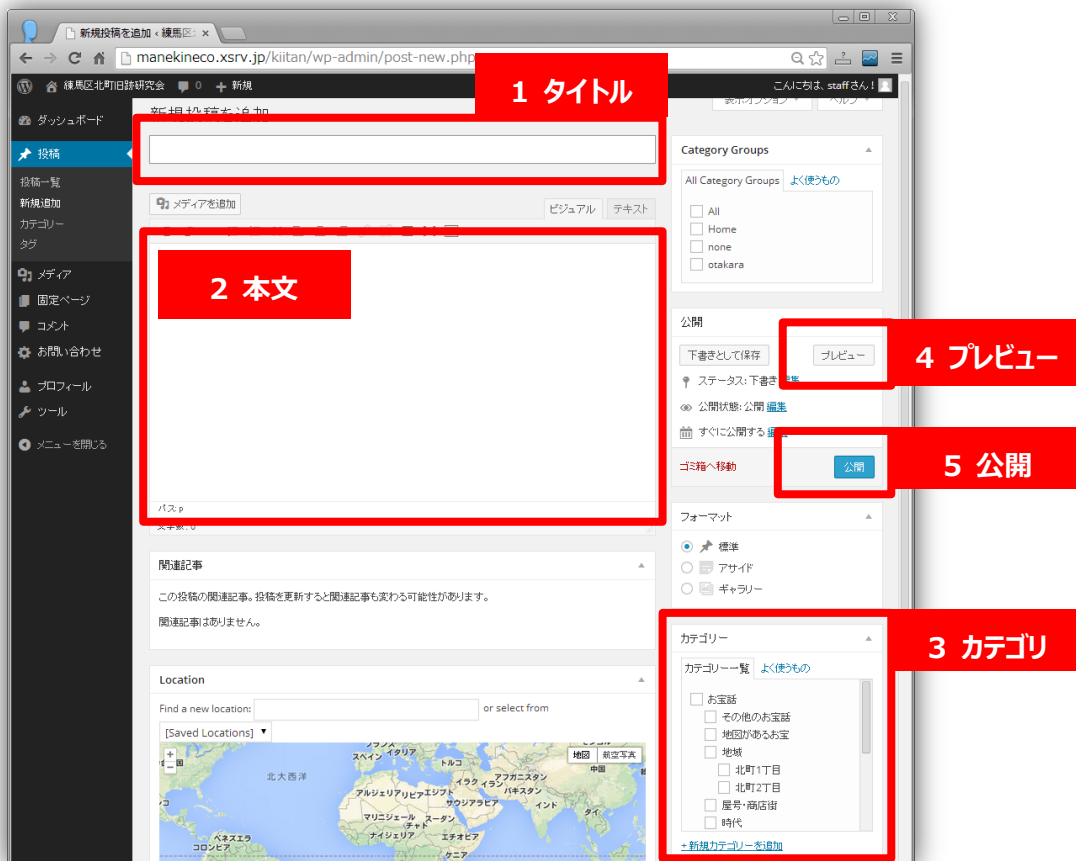 新規投稿を追加 ‹ 練馬区
manekineco.xsrv.jp/kiitan/wp-admin/post-new.php
練馬区北町旧跡研究会 0 + 新規
こんにちは、staffさん!
1 タイトル
新規投稿を追加
表示オプション
ヘルプ
ダッシュボード
投稿
投稿一覧
新規追加
カテゴリー
タグ
メディア
固定ページ
コメント
お問い合わせ
プロフィール
ツール
メニューを閉じる
メディアを追加
ビジュアル テキスト
2 本文
パス: p
文字数: 0
関連記事
この投稿の関連記事。投稿を更新すると関連記事も変わる可能性があります。
関連記事はありません。
Location
Find a new location: or select from
[Saved Locations]
地図 航空写真
スペイン イタリア
トルコ
中国
北大西洋
イラク イラン
アフガニスタン
パキスタン
アルジェリア リビア エジプト
サウジアラビア
インド
タイ
マリ ニジェール スーダン
チャド
ナイジェリア エチオピア
ベネズエラ
コロンビア
ケニア
Category Groups
All Category Groups よく使うもの
All
Home
none
otakara
公開
下書きとして保存 プレビュー
4 プレビュー
ステータス: 下書き 編集
公開状態: 公開 編集
すぐに公開する 編集
ゴミ箱へ移動 公開
5 公開
フォーマット
標準
アサイド
ギャラリー
カテゴリー
3 カテゴリ
カテゴリー一覧 よく使うもの
お宝話
その他のお宝話
地図があるお宝
地域
北町1丁目
北町2丁目
屋号・商店街
時代
+ 新規カテゴリーを追加